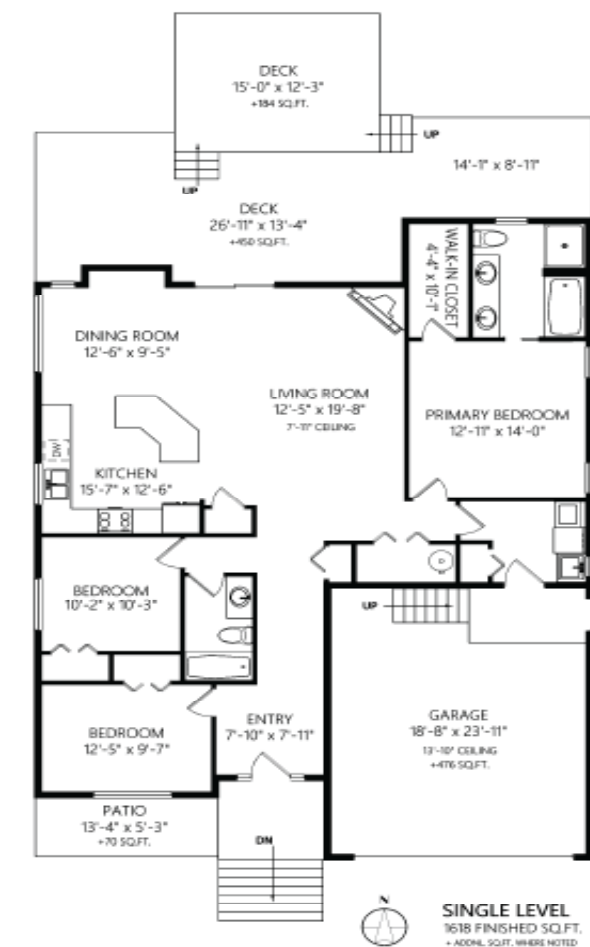 DECK
15'-0" x 12'-3"
+184 SQ.FT.
UP
14'-1" x 8'-11"
UP
DECK
26'-11" x 13'-4"
+450 SQ.FT.
WALK-IN CLOSET
4'-4" x 10'-1"
DINING ROOM
12'-6" x 9'-5"
LIVING ROOM
12'-5" x 19'-8"
7'-11" CEILING
PRIMARY BEDROOM
12'-11" x 14'-0"
DW
KITCHEN
15'-7" x 12'-6"
BEDROOM
10'-2" x 10'-3"
UP
BEDROOM
12'-5" x 9'-7"
ENTRY
7'-10" x 7'-11"
GARAGE
18'-8" x 23'-11"
13'-10" CEILING
+476 SQ.FT.
PATIO
13'-4" x 5'-3"
+70 SQ.FT.
DN
N
SINGLE LEVEL
1618 FINISHED SQ.FT.
+ ADDNL. SQ.FT. WHERE NOTED